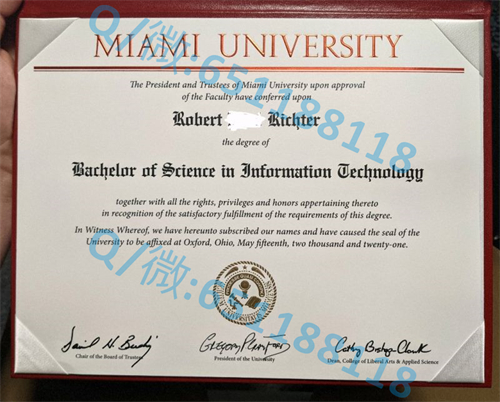 MIAMI UNIVERSITY
The President and Trustees of Miami University upon approval
of the Faculty have conferred upon
Robert Richter
the degree of
Bachelor of Science in Information Technology
together with all the rights, privileges and honors appertaining thereto
in recognition of the satisfactory fulfillment of the requirements of this degree.
In Witness Whereof, we have hereunto subscribed our names and have caused the seal of the
University to be affixed at Oxford, Ohio, May fifteenth, two thousand and twenty-one.
Chair of the Board of Trustees
President of the University
Dean, College of Liberal Arts & Applied Science
Q/微:651188118
Q/微:651188118